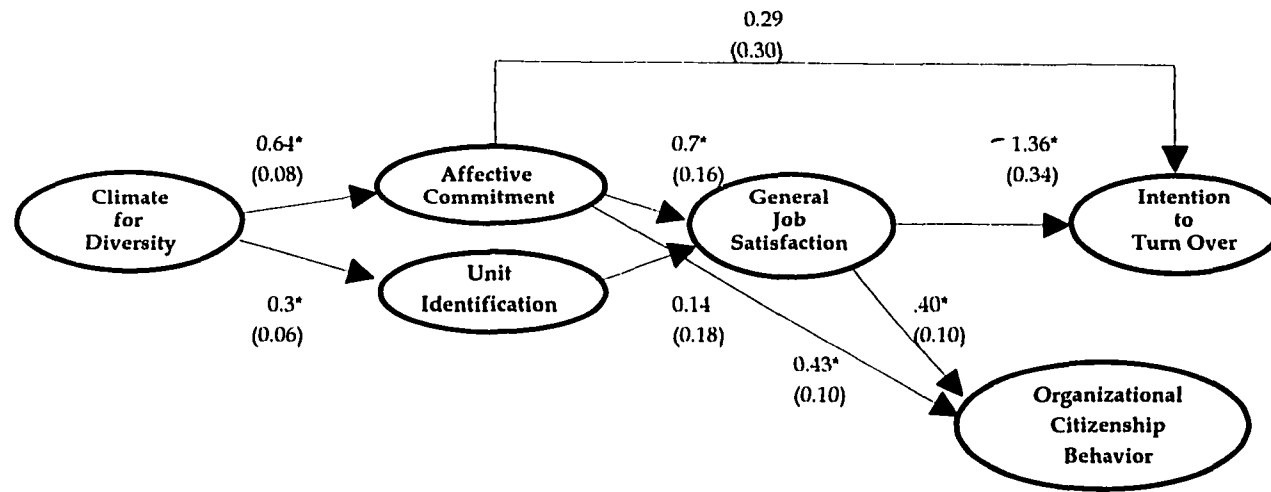 0.29
(0.30)
0.64*
(0.08)
0.7*
(0.16)
- 1.36*
(0.34)
Affective
Commitment
Climate
for
Diversity
General
Job
Satisfaction
Intention
to
Turn Over
Unit
Identification
0.3*
(0.06)
0.14
(0.18)
.40*
(0.10)
0.43*
(0.10)
Organizational
Citizenship
Behavior